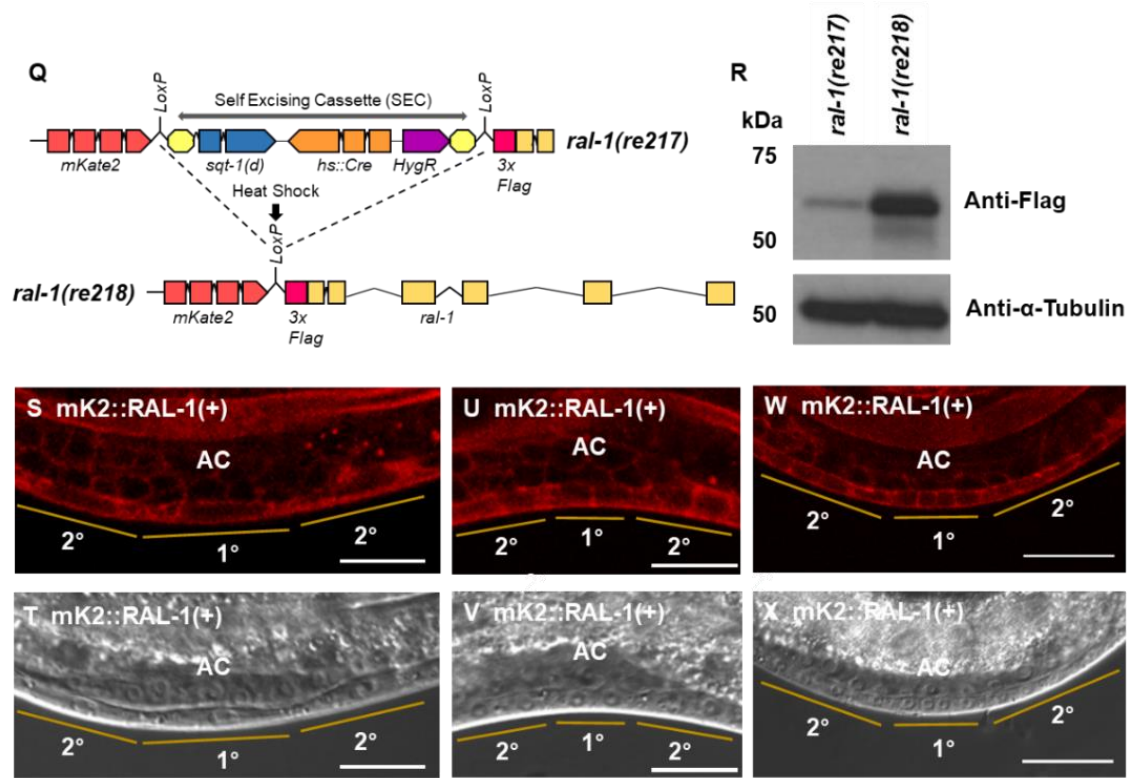 Q
LoxP
Self Excising Cassette (SEC)
LoxP
ral-1(re217)
mKate2
sqt-1(d)
hs::Cre
HygR
3x
Flag
Heat Shock
LoxP
ral-1(re218)
mKate2
3x
Flag
ral-1
R
ral-1(re217)
ral-1(re218)
kDa
75
50
Anti-Flag
50
Anti-α-Tubulin
S mK2::RAL-1(+)
AC
2°
1°
2°
U mK2::RAL-1(+)
AC
2°
1°
2°
W mK2::RAL-1(+)
AC
2°
1°
2°
T mK2::RAL-1(+)
AC
2°
1°
2°
V mK2::RAL-1(+)
AC
2°
1°
2°
X mK2::RAL-1(+)
AC
2°
1°
2°